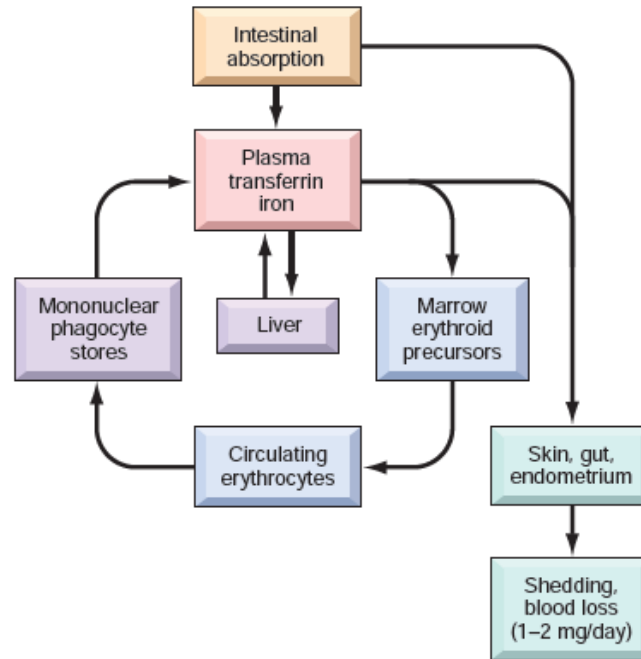 Intestinal
absorption
Plasma
transferrin
iron
Mononuclear
phagocyte
stores
Liver
Marrow
erythroid
precursors
Circulating
erythrocytes
Skin, gut,
endometrium
Shedding,
blood loss
(1–2 mg/day)